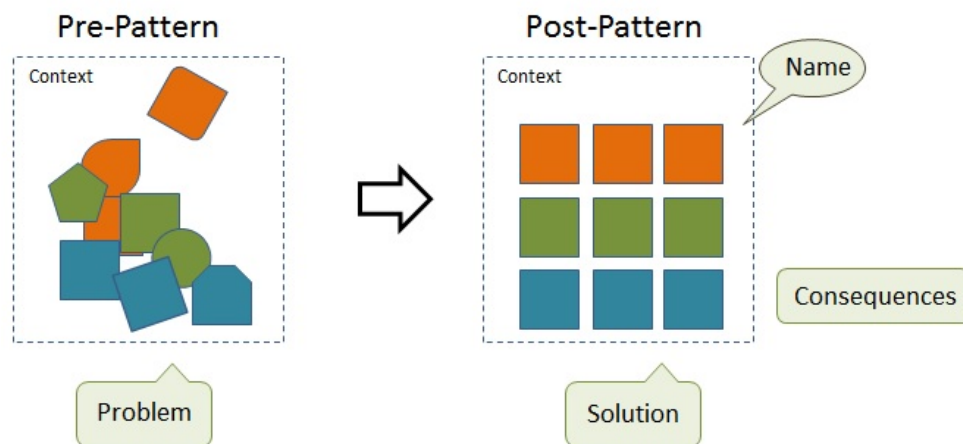 Pre-Pattern
Context
Problem
Post-Pattern
Context
Name
Consequences
Solution